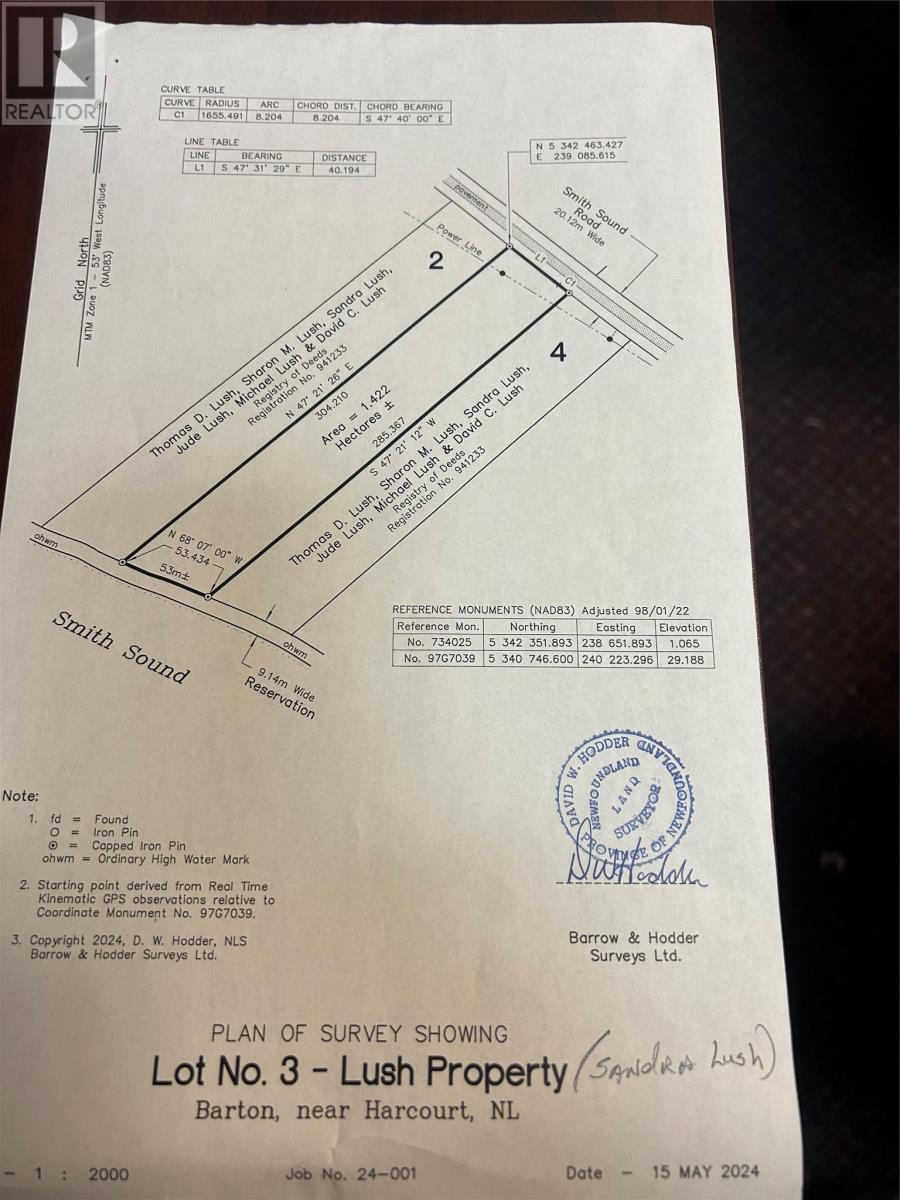 REALTOR®
CURVE TABLE
CURVE RADIUS ARC CHORD DIST. CHORD BEARING
C1 1655.491 8.204 8.204 S 47° 40' 00" E
LINE TABLE
LINE BEARING DISTANCE
L1 S 47° 31' 29" E 40.194
N 5 342 463.427
E 239 085.615
Grid North
MTM Zone 1 - 53° West Longitude
(NAD83)
pavement
Smith Sound
Road
20.12m Wide
Power Line
L1
C1
2
4
Thomas D. Lush, Sharon M. Lush, Sandra Lush,
Jude Lush, Michael Lush & David C. Lush
Registry of Deeds
Registration No. 941233
N 47° 21' 26" E
304.210
Area = 1.422
Hectares ±
285.367
S 47° 21' 12" W
Thomas D. Lush, Sharon M. Lush, Sandra Lush,
Jude Lush, Michael Lush & David C. Lush
Registry of Deeds
Registration No. 941233
ohwm
N 68° 07' 00" W
53.434
53m±
ohwm
Smith Sound
9.14m Wide
Reservation
REFERENCE MONUMENTS (NAD83) Adjusted 98/01/22
Reference Mon. Northing Easting Elevation
No. 734025 5 342 351.893 238 651.893 1.065
No. 97G7039 5 340 746.600 240 223.296 29.188
DAVID W. HODDER
NEWFOUNDLAND
LAND
SURVEYOR
PROVINCE OF NEWFOUNDLAND
DWHodder
Note:
1. fd = Found
O = Iron Pin
⊙ = Capped Iron Pin
ohwm = Ordinary High Water Mark
2. Starting point derived from Real Time
Kinematic GPS observations relative to
Coordinate Monument No. 97G7039.
3. Copyright 2024, D. W. Hodder, NLS
Barrow & Hodder Surveys Ltd.
Barrow & Hodder
Surveys Ltd.
PLAN OF SURVEY SHOWING
Lot No. 3 - Lush Property (SANDRA Lush)
Barton, near Harcourt, NL
- 1 : 2000
Job No. 24-001
Date - 15 MAY 2024